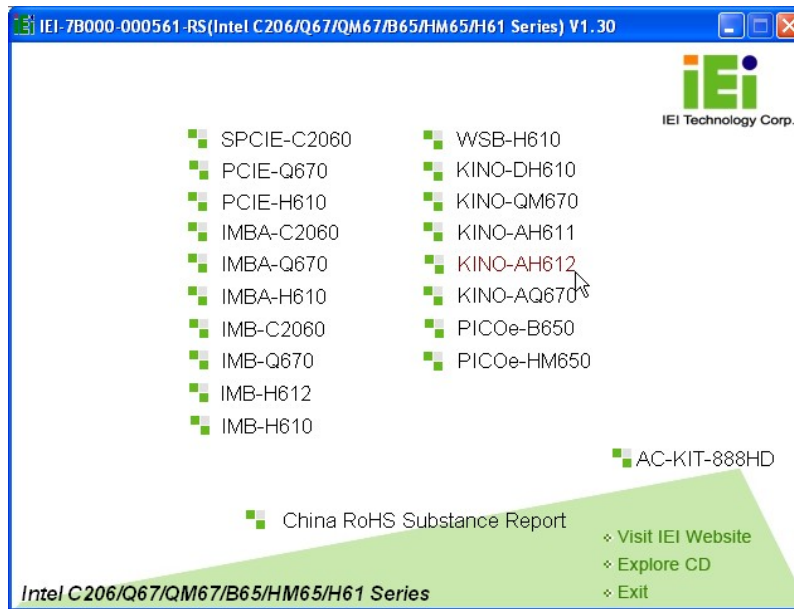 IEI-7B000-000561-RS(Intel C206/Q67/QM67/B65/HM65/H61 Series) V1.30
iEi
IEI Technology Corp.
SPCIE-C2060
PCIE-Q670
PCIE-H610
IMBA-C2060
IMBA-Q670
IMBA-H610
IMB-C2060
IMB-Q670
IMB-H612
IMB-H610
WSB-H610
KINO-DH610
KINO-QM670
KINO-AH611
KINO-AH612
KINO-AQ670
PICOe-B650
PICOe-HM650
AC-KIT-888HD
China RoHS Substance Report
Visit IEI Website
Explore CD
Exit
Intel C206/Q67/QM67/B65/HM65/H61 Series